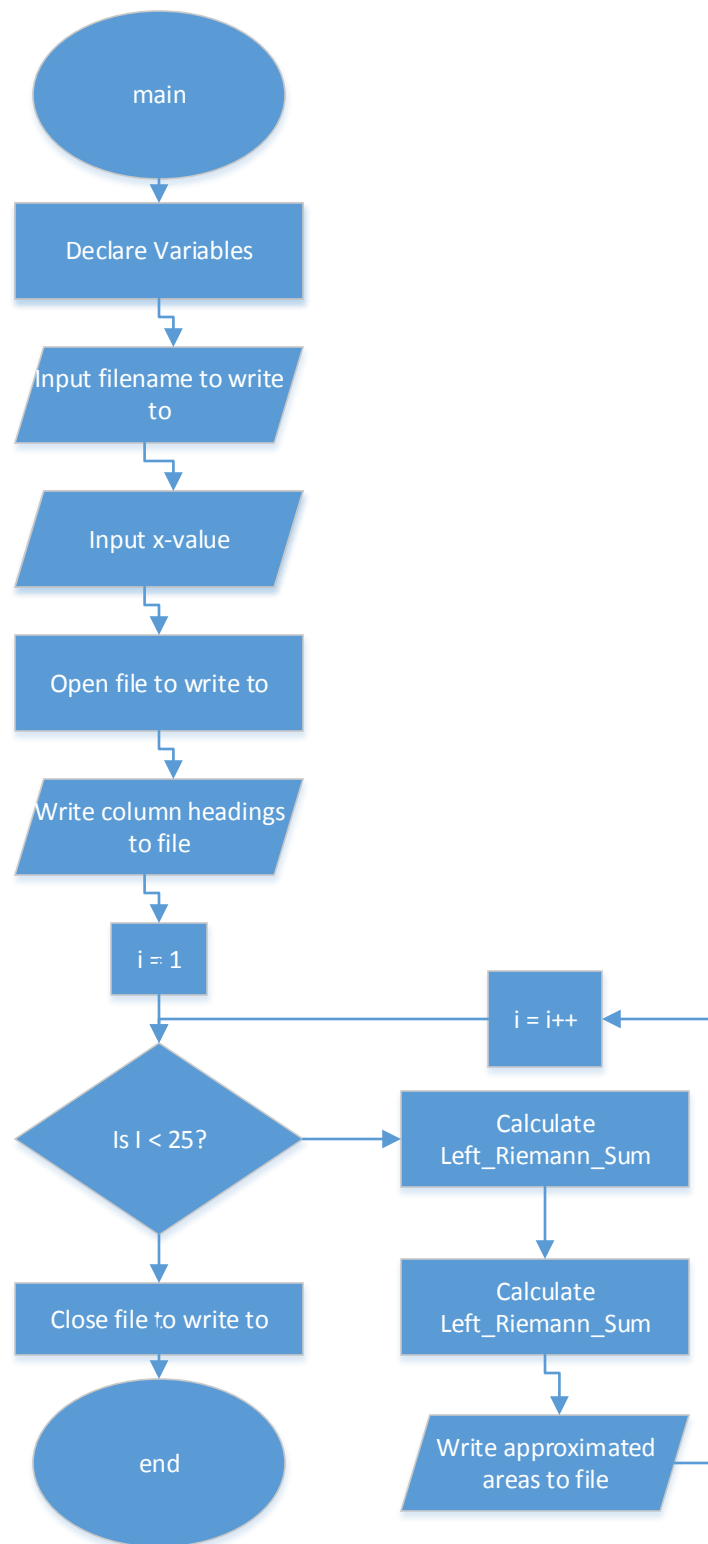 main
Declare Variables
Input filename to write
to
Input x-value
Open file to write to
Write column headings
to file
i = 1
i = i++
Is I < 25?
Calculate
Left_Riemann_Sum
Calculate
Left_Riemann_Sum
Write approximated
areas to file
Close file to write to
end